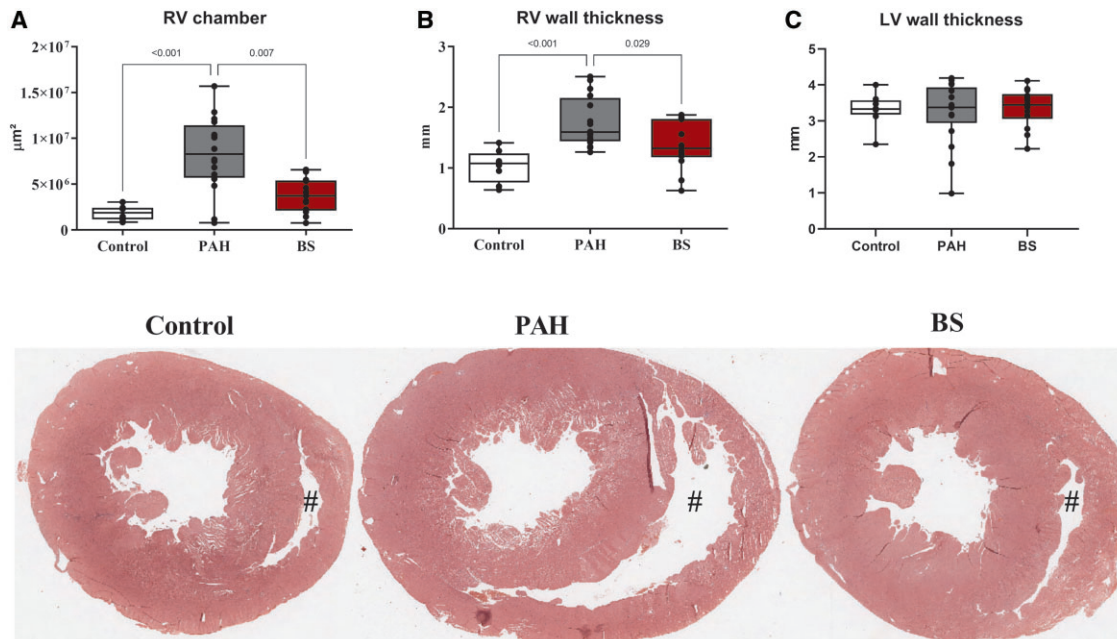 A
RV chamber
<0.001
0.007
2×10⁷
1.5×10⁷
1×10⁷
5×10⁶
0
μm²
Control
PAH
BS
B
RV wall thickness
<0.001
0.029
3
2
1
0
mm
Control
PAH
BS
C
LV wall thickness
5
4
3
2
1
0
mm
Control
PAH
BS
Control
PAH
BS
#
#
#